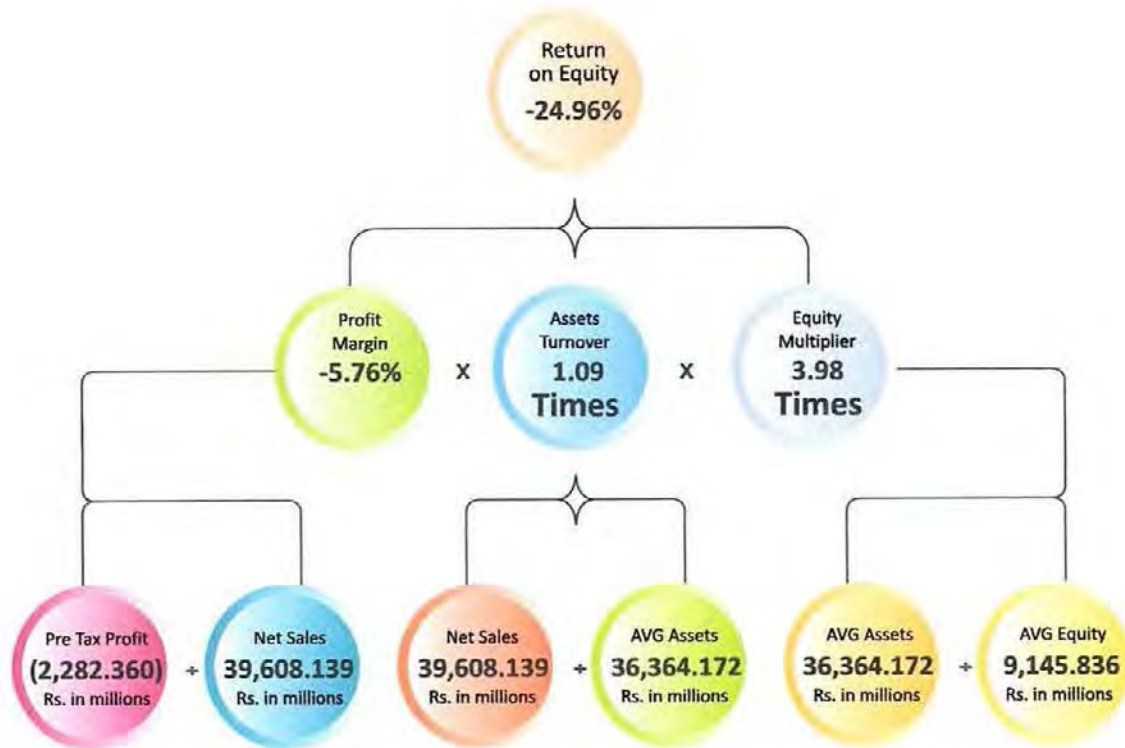 Return
on Equity
-24.96%
Profit
Margin
-5.76%
X
Assets
Turnover
1.09
Times
X
Equity
Multiplier
3.98
Times
Pre Tax Profit
(2,282.360)
Rs. in millions
÷
Net Sales
39,608.139
Rs. in millions
Net Sales
39,608.139
Rs. in millions
÷
AVG Assets
36,364.172
Rs. in millions
AVG Assets
36,364.172
Rs. in millions
÷
AVG Equity
9,145.836
Rs. in millions